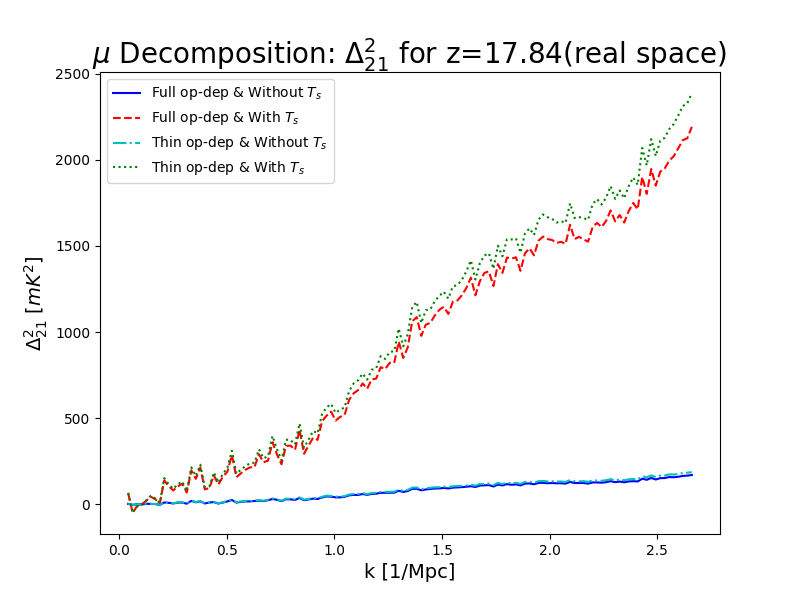 μ Decomposition: Δ²₂₁ for z=17.84(real space)
Full op-dep & Without Tₛ
Full op-dep & With Tₛ
Thin op-dep & Without Tₛ
Thin op-dep & With Tₛ
2500
2000
1500
1000
500
0
Δ²₂₁ [mK²]
0.0 0.5 1.0 1.5 2.0 2.5
k [1/Mpc]